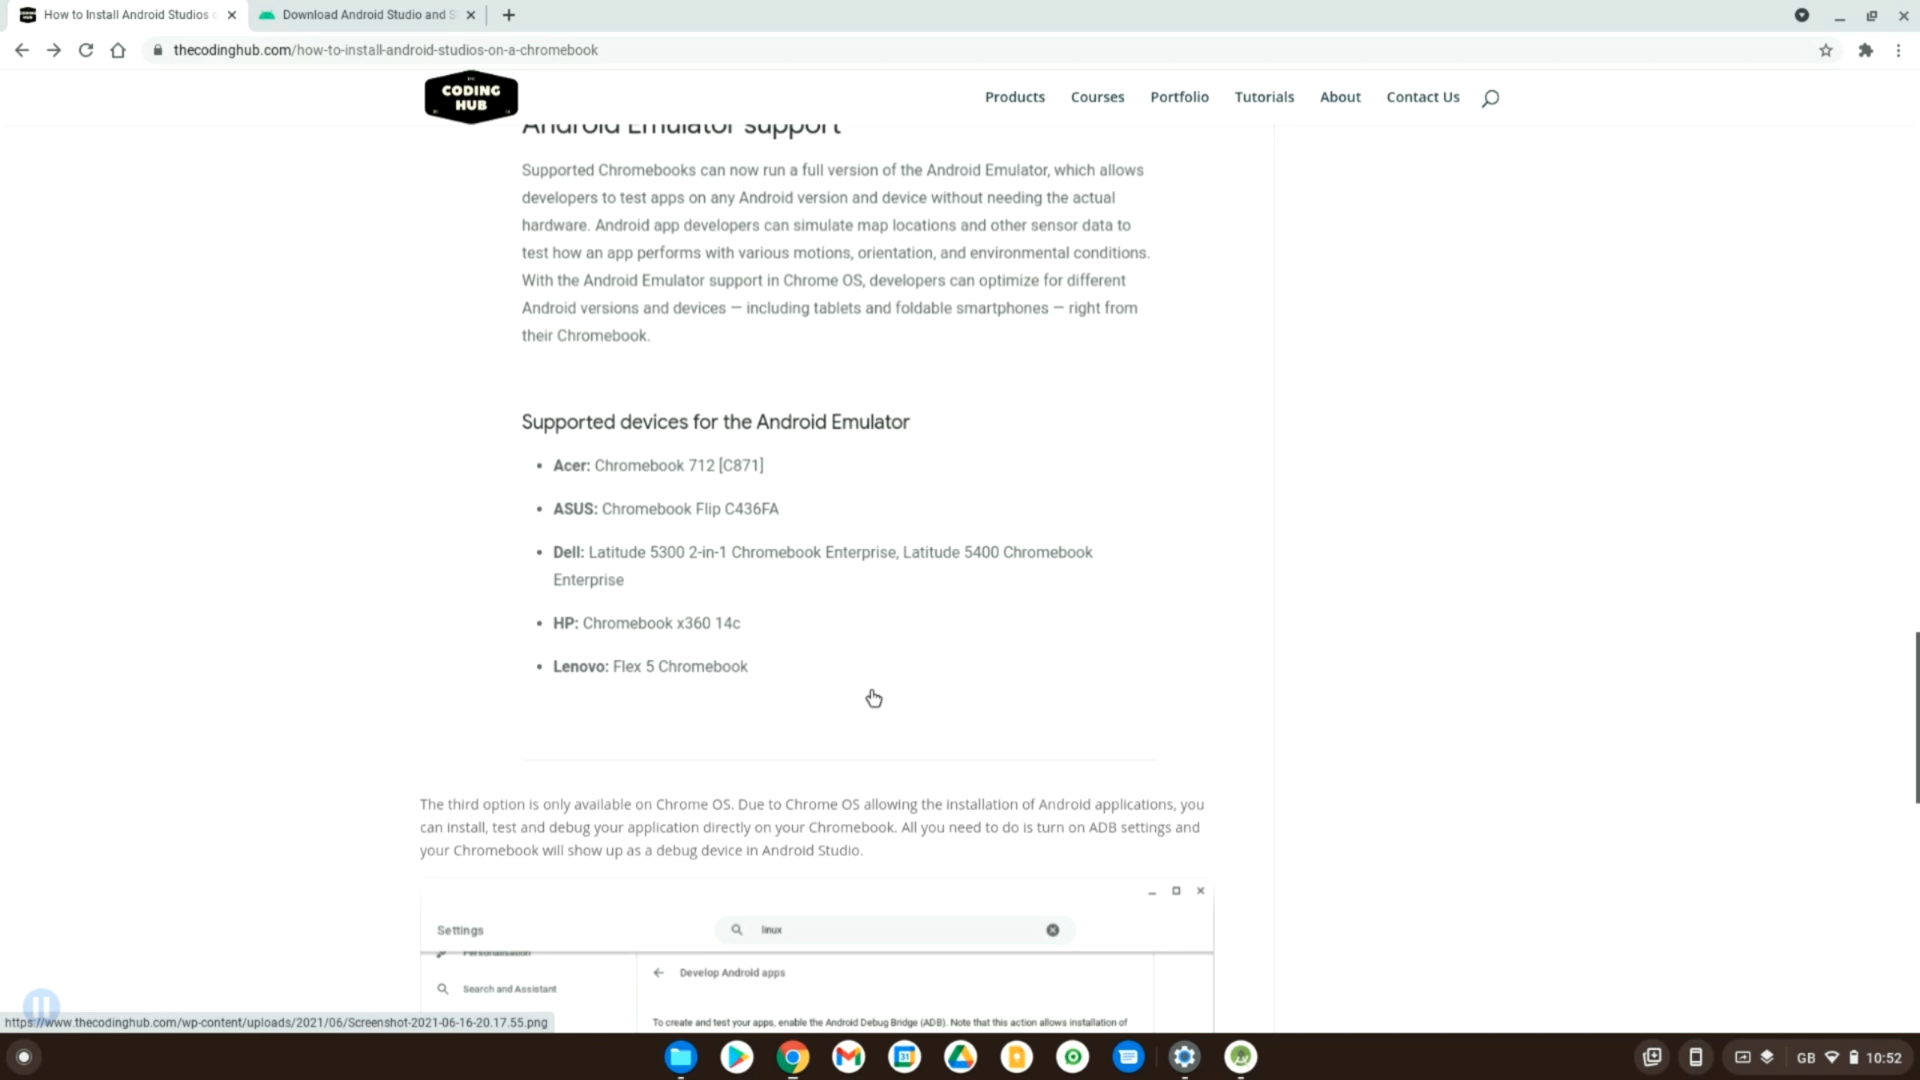 How to Install Android Studios
Download Android Studio and S
thecodinghub.com/how-to-install-android-studios-on-a-chromebook
THE
CODING
HUB
Products
Courses
Portfolio
Tutorials
About
Contact Us
Android Emulator support
Supported Chromebooks can now run a full version of the Android Emulator, which allows
developers to test apps on any Android version and device without needing the actual
hardware. Android app developers can simulate map locations and other sensor data to
test how an app performs with various motions, orientation, and environmental conditions.
With the Android Emulator support in Chrome OS, developers can optimize for different
Android versions and devices — including tablets and foldable smartphones — right from
their Chromebook.
Supported devices for the Android Emulator
• Acer: Chromebook 712 [C871]
• ASUS: Chromebook Flip C436FA
• Dell: Latitude 5300 2-in-1 Chromebook Enterprise, Latitude 5400 Chromebook
Enterprise
• HP: Chromebook x360 14c
• Lenovo: Flex 5 Chromebook
The third option is only available on Chrome OS. Due to Chrome OS allowing the installation of Android applications, you
can install, test and debug your application directly on your Chromebook. All you need to do is turn on ADB settings and
your Chromebook will show up as a debug device in Android Studio.
Settings
linux
Personalisation
Develop Android apps
Search and Assistant
To create and test your apps, enable the Android Debug Bridge (ADB). Note that this action allows installation of
https://www.thecodinghub.com/wp-content/uploads/2021/06/Screenshot-2021-06-16-20.17.55.png
31
GB
10:52